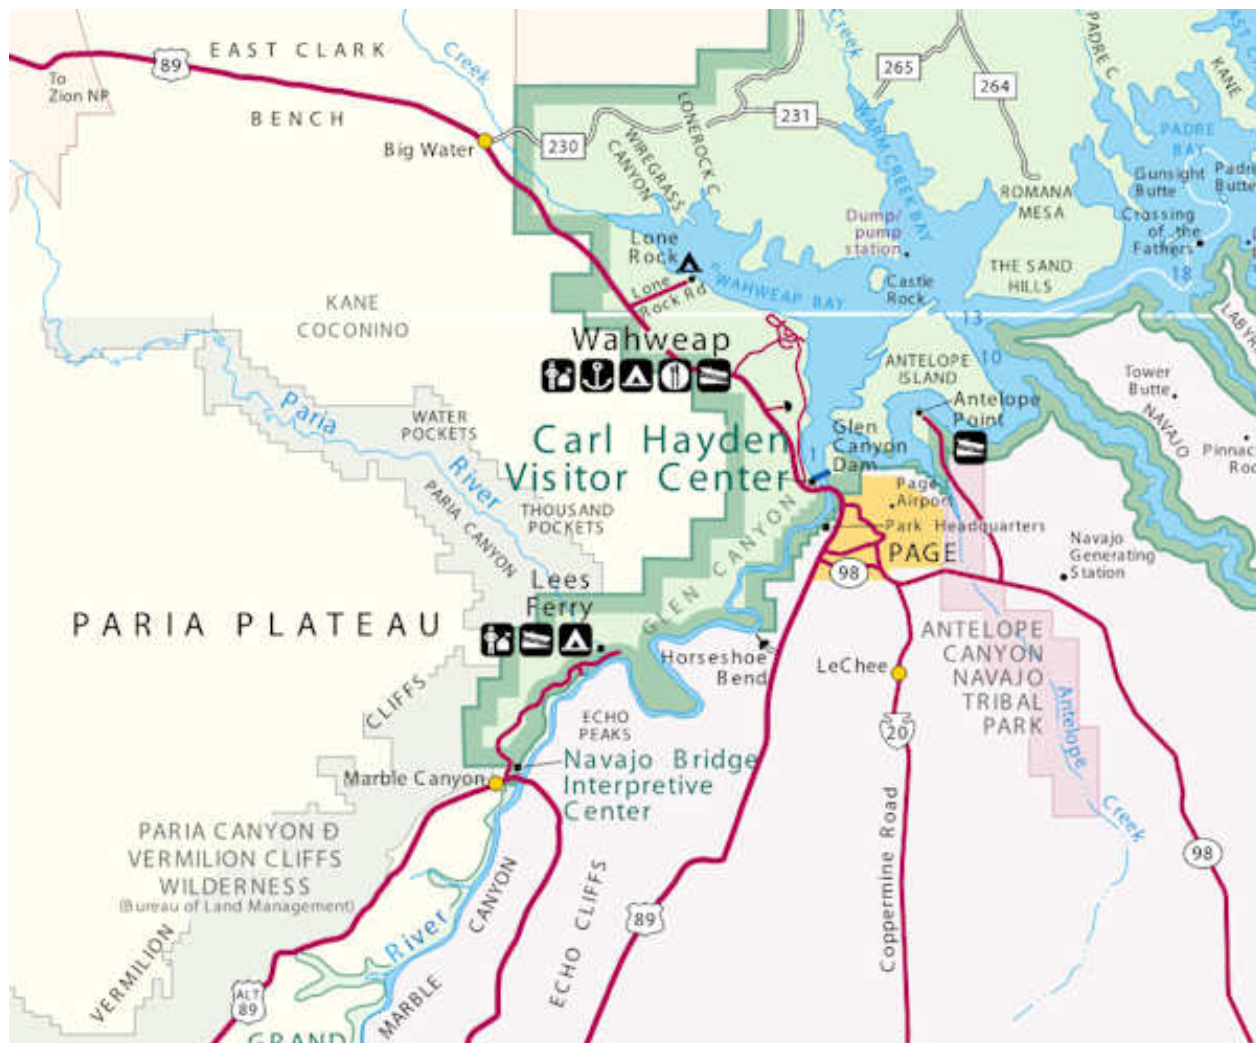 EAST CLARK
BENCH
89
To
Zion NP
Creek
Big Water
230
WIREGRASS
CANYON
LONEROCK C.
231
Creek
265
264
PADRE C.
KANE
WARM CREEK BAY
PADRE
BAY
Gunsight
Butte
Padre
Butte
Crossing
of the
Fathers
18
ROMANA
MESA
THE SAND
HILLS
Dump/
pump
station
Castle
Rock
Lone
Rock
Lone
Rock Rd
WAHWEAP BAY
13
10
KANE
COCONINO
Wahweap
ANTELOPE
ISLAND
Antelope
Point
Tower
Butte
NAVAJO
LABYR
Pinnac
Roc
Paria
River
WATER
POCKETS
PARIA CANYON
THOUSAND
POCKETS
Carl Hayden
Visitor Center
1
Glen
Canyon
Dam
Page
Airport
Park Headquarters
PAGE
98
Navajo
Generating
Station
GLEN CANYON
Lees
Ferry
PARIA PLATEAU
Horseshoe
Bend
LeChee
20
ANTELOPE
CANYON
NAVAJO
TRIBAL
PARK
Antelope
Creek
CLIFFS
ECHO
PEAKS
Marble Canyon
Navajo Bridge
Interpretive
Center
PARIA CANYON Ð
VERMILION CLIFFS
WILDERNESS
(Bureau of Land Management)
VERMILION
River
MARBLE
CANYON
ECHO CLIFFS
89
Coppermine Road
98
ALT
89
GRAND